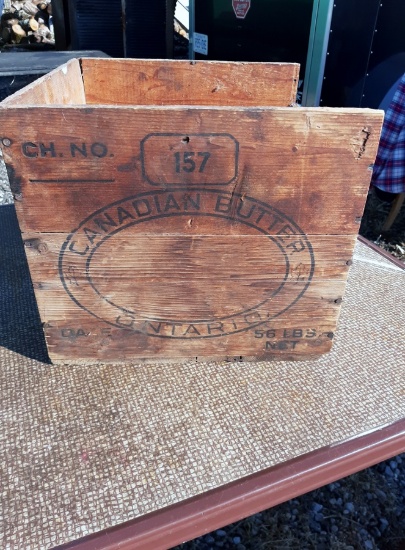 CH. NO.
157
CANADIAN BUTTER
ONTARIO
56 LBS.
NET